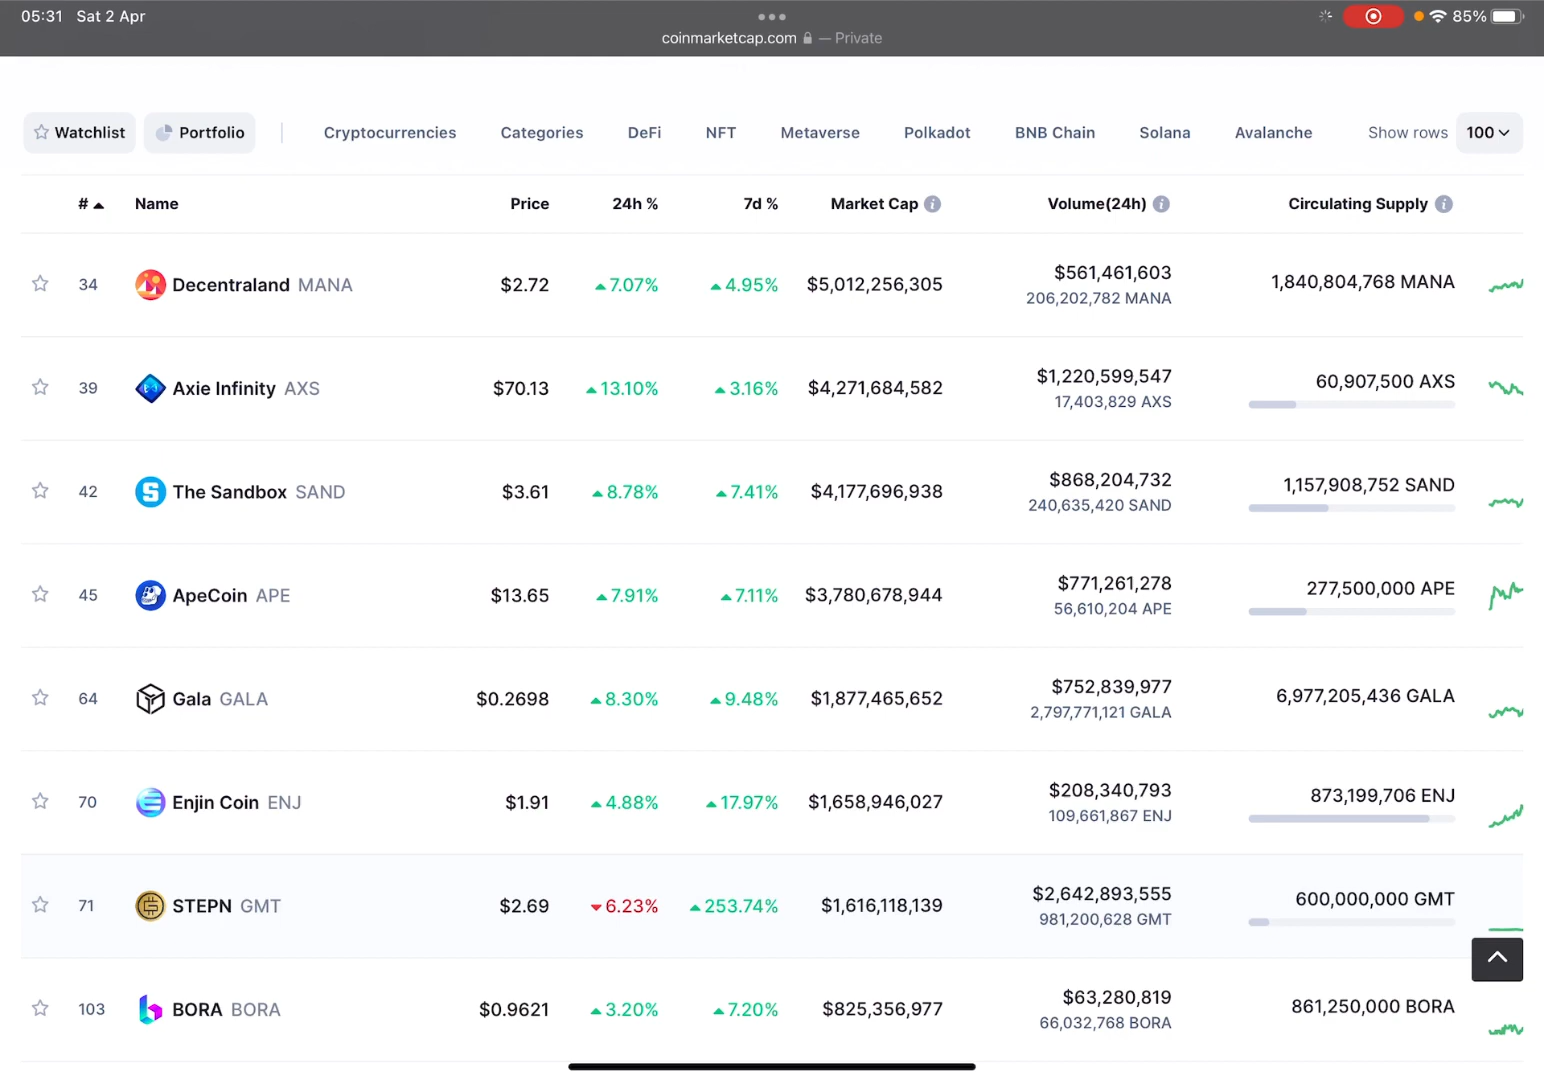 05:31 Sat 2 Apr
85%
coinmarketcap.com — Private
Watchlist Portfolio Cryptocurrencies Categories DeFi NFT Metaverse Polkadot BNB Chain Solana Avalanche Show rows 100
# Name Price 24h % 7d % Market Cap Volume(24h) Circulating Supply
34 Decentraland MANA $2.72 7.07% 4.95% $5,012,256,305 $561,461,603 1,840,804,768 MANA
206,202,782 MANA
39 Axie Infinity AXS $70.13 13.10% 3.16% $4,271,684,582 $1,220,599,547 60,907,500 AXS
17,403,829 AXS
42 The Sandbox SAND $3.61 8.78% 7.41% $4,177,696,938 $868,204,732 1,157,908,752 SAND
240,635,420 SAND
45 ApeCoin APE $13.65 7.91% 7.11% $3,780,678,944 $771,261,278 277,500,000 APE
56,610,204 APE
64 Gala GALA $0.2698 8.30% 9.48% $1,877,465,652 $752,839,977 6,977,205,436 GALA
2,797,771,121 GALA
70 Enjin Coin ENJ $1.91 4.88% 17.97% $1,658,946,027 $208,340,793 873,199,706 ENJ
109,661,867 ENJ
71 STEPN GMT $2.69 6.23% 253.74% $1,616,118,139 $2,642,893,555 600,000,000 GMT
981,200,628 GMT
103 BORA BORA $0.9621 3.20% 7.20% $825,356,977 $63,280,819 861,250,000 BORA
66,032,768 BORA